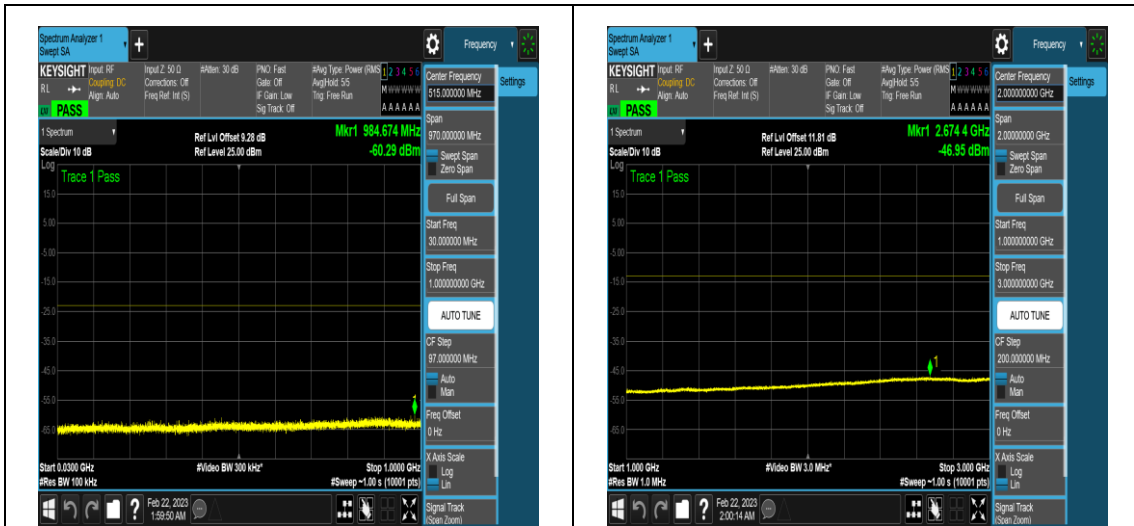 Spectrum Analyzer 1
Swept SA
+
Frequency
KEYSIGHT
RL
Input: RF
Coupling: DC
Align: Auto
Input Z: 50 Ω
Corrections: Off
Freq Ref: Int (S)
#Atten: 30 dB
PNO: Fast
Gate: Off
IF Gain: Low
Sig Track: Off
#Avg Type: Power (RMS
Avg|Hold: 5/5
Trig: Free Run
1 2 3 4 5 6
M W W W W W
A A A A A A
PASS
Center Frequency
515.000000 MHz
Settings
Span
970.000000 MHz
Swept Span
Zero Span
Full Span
Start Freq
30.000000 MHz
Stop Freq
1.000000000 GHz
AUTO TUNE
CF Step
97.000000 MHz
Auto
Man
Freq Offset
0 Hz
X Axis Scale
Log
Lin
Signal Track
(Span Zoom)
1 Spectrum
Scale/Div 10 dB
Ref Lvl Offset 9.28 dB
Ref Level 25.00 dBm
Mkr1 984.674 MHz
-60.29 dBm
Log
Trace 1 Pass
15.0
5.00
-5.00
-15.0
-25.0
-35.0
-45.0
-55.0
-65.0
1
Start 0.0300 GHz
#Res BW 100 kHz
#Video BW 300 kHz*
Stop 1.0000 GHz
#Sweep ~1.00 s (10001 pts)
?
Feb 22, 2023
1:59:50 AM
Spectrum Analyzer 1
Swept SA
+
Frequency
KEYSIGHT
RL
Input: RF
Coupling: DC
Align: Auto
Input Z: 50 Ω
Corrections: Off
Freq Ref: Int (S)
#Atten: 30 dB
PNO: Fast
Gate: Off
IF Gain: Low
Sig Track: Off
#Avg Type: Power (RMS
Avg|Hold: 5/5
Trig: Free Run
1 2 3 4 5 6
M W W W W W
A A A A A A
PASS
Center Frequency
2.000000000 GHz
Settings
Span
2.00000000 GHz
Swept Span
Zero Span
Full Span
Start Freq
1.000000000 GHz
Stop Freq
3.000000000 GHz
AUTO TUNE
CF Step
200.000000 MHz
Auto
Man
Freq Offset
0 Hz
X Axis Scale
Log
Lin
Signal Track
(Span Zoom)
1 Spectrum
Scale/Div 10 dB
Ref Lvl Offset 11.81 dB
Ref Level 25.00 dBm
Mkr1 2.674 4 GHz
-46.95 dBm
Log
Trace 1 Pass
15.0
5.00
-5.00
-15.0
-25.0
-35.0
-45.0
-55.0
-65.0
1
Start 1.000 GHz
#Res BW 1.0 MHz
#Video BW 3.0 MHz*
Stop 3.000 GHz
#Sweep ~1.00 s (10001 pts)
?
Feb 22, 2023
2:00:14 AM